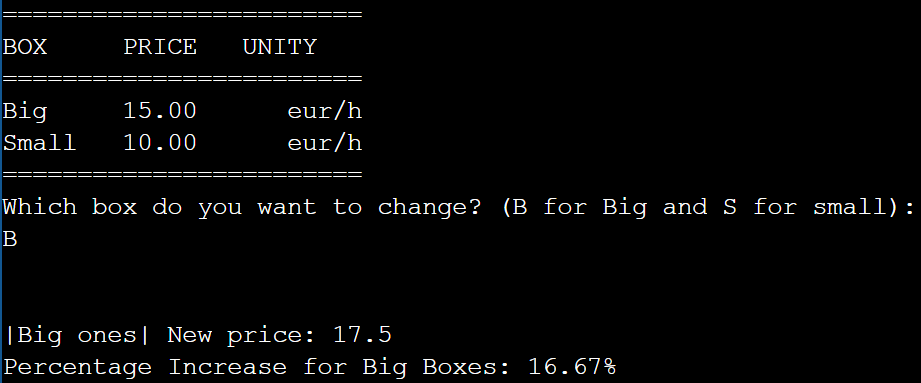 ========================
BOX     PRICE   UNITY
========================
Big     15.00      eur/h
Small   10.00      eur/h
========================
Which box do you want to change? (B for Big and S for small):
B
|Big ones| New price: 17.5
Percentage Increase for Big Boxes: 16.67%